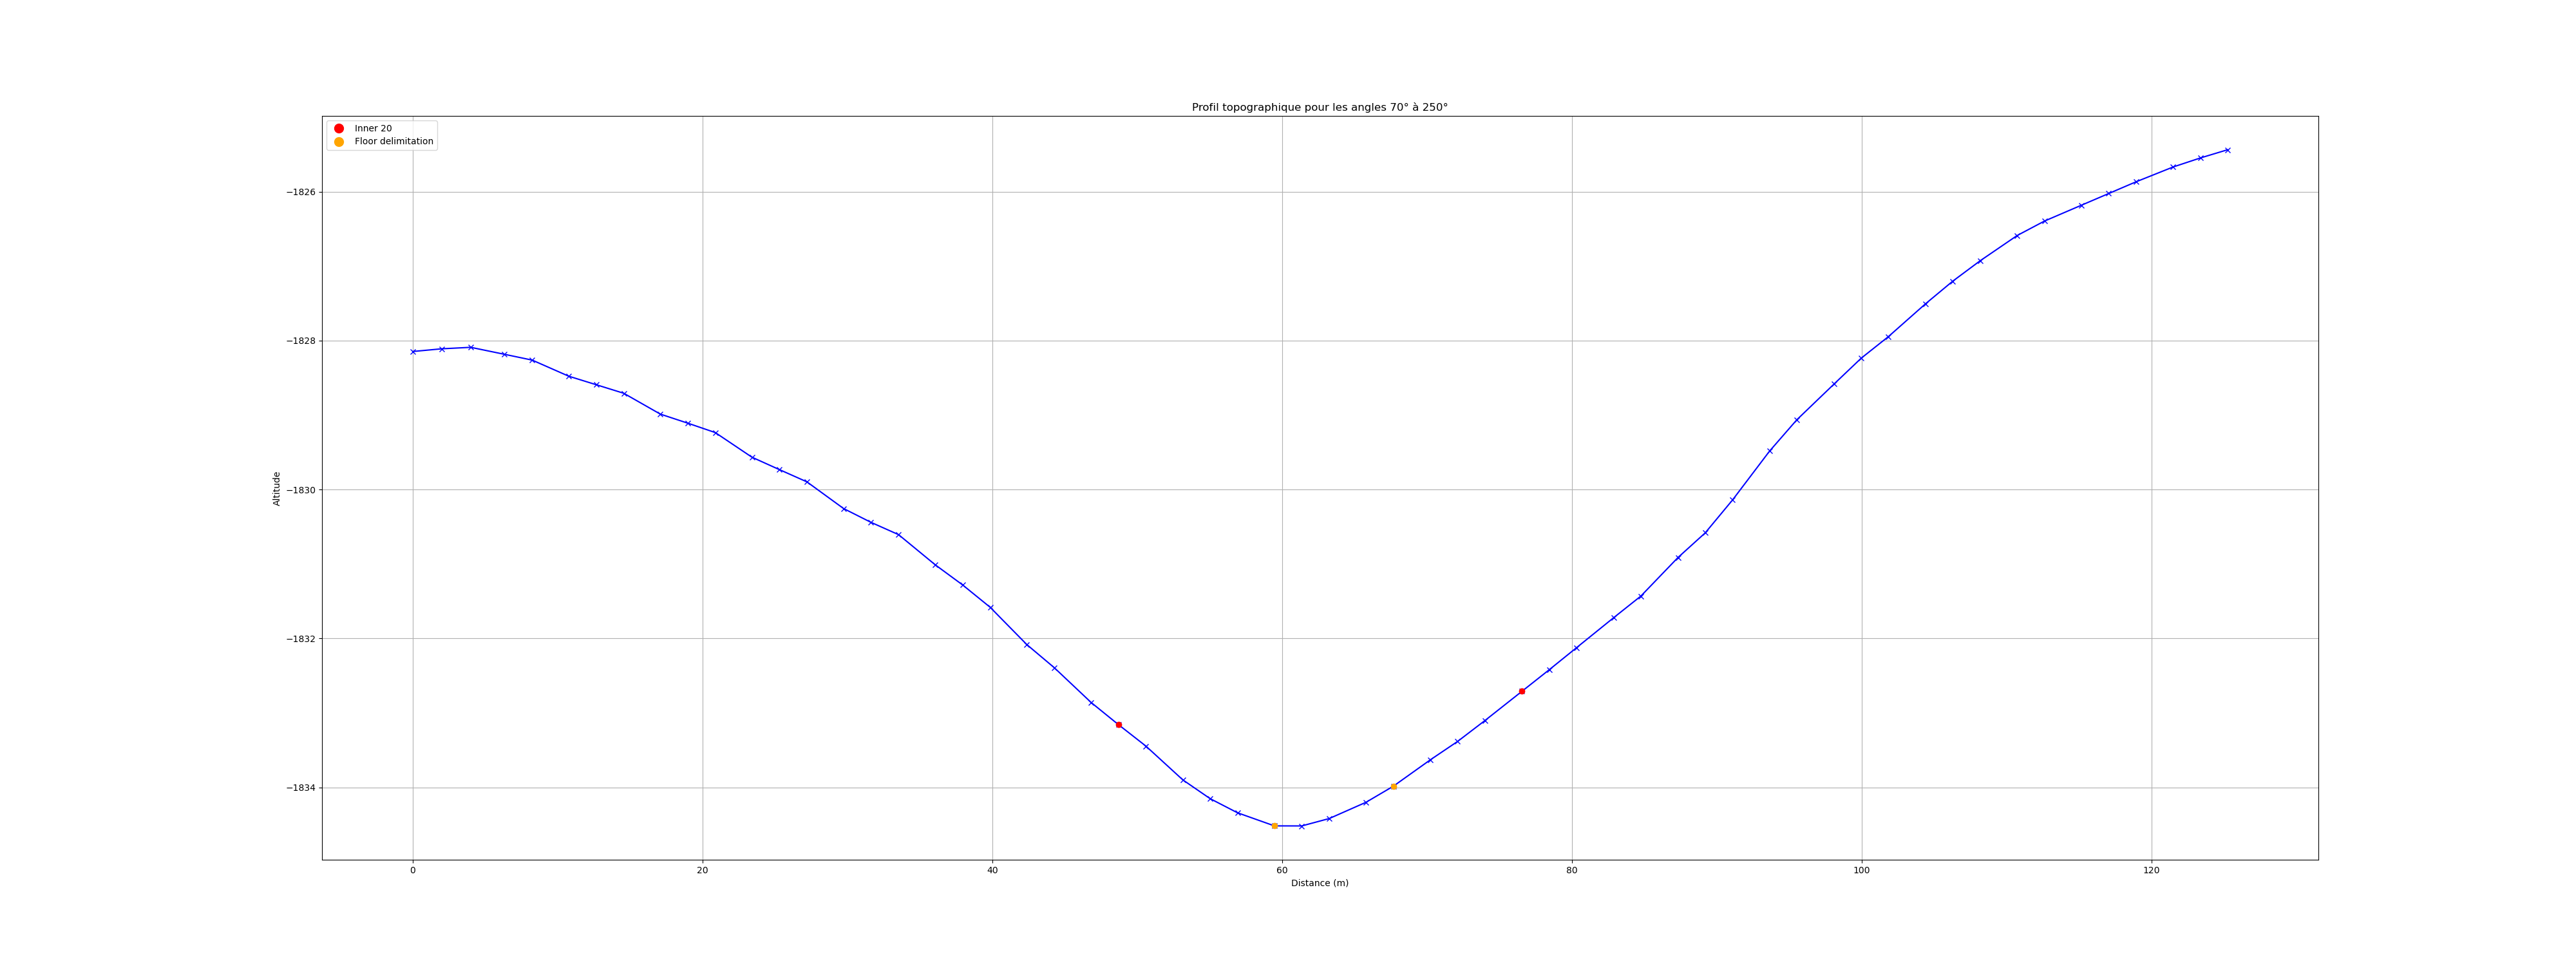 Profil topographique pour les angles 70° à 250°
Inner 20
Floor delimitation
Altitude
−1826
−1828
−1830
−1832
−1834
0 20 40 60 80 100 120
Distance (m)